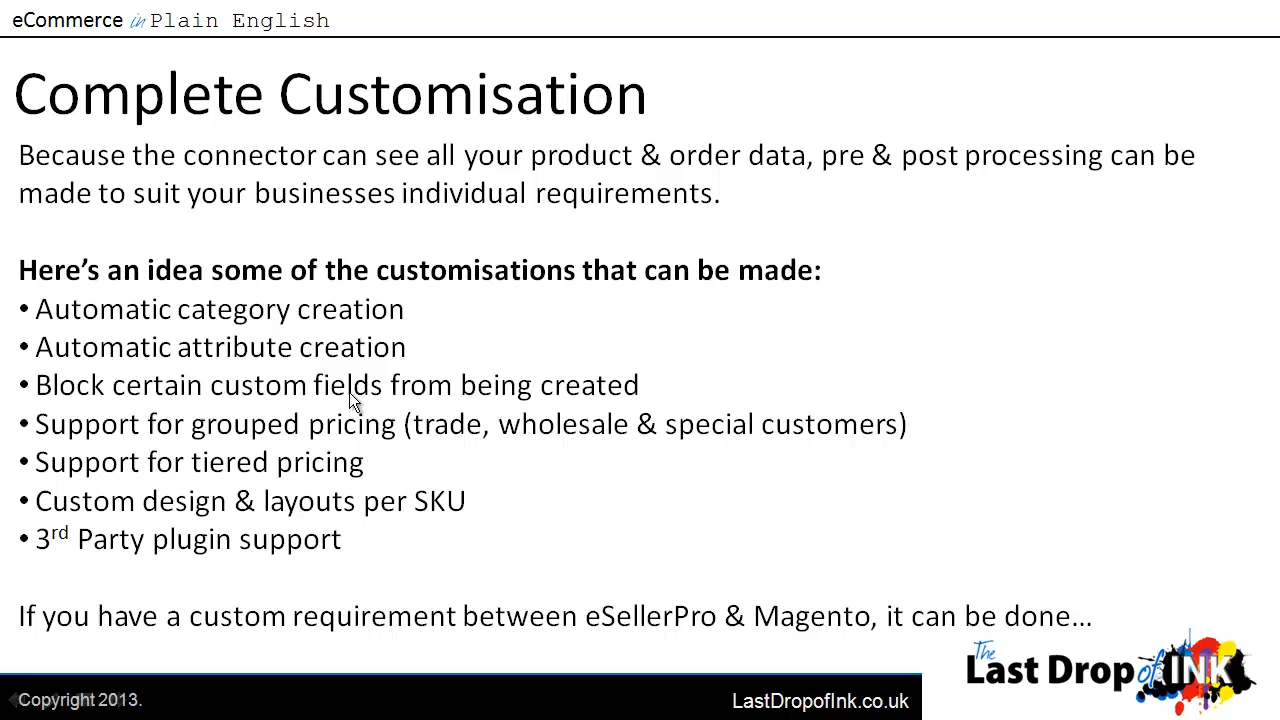 eCommerce in Plain English
Complete Customisation
Because the connector can see all your product & order data, pre & post processing can be
made to suit your businesses individual requirements.
Here's an idea some of the customisations that can be made:
• Automatic category creation
• Automatic attribute creation
• Block certain custom fields from being created
• Support for grouped pricing (trade, wholesale & special customers)
• Support for tiered pricing
• Custom design & layouts per SKU
• 3rd Party plugin support
If you have a custom requirement between eSellerPro & Magento, it can be done…
The
Last Drop of INK
Copyright 2013.
LastDropofInk.co.uk